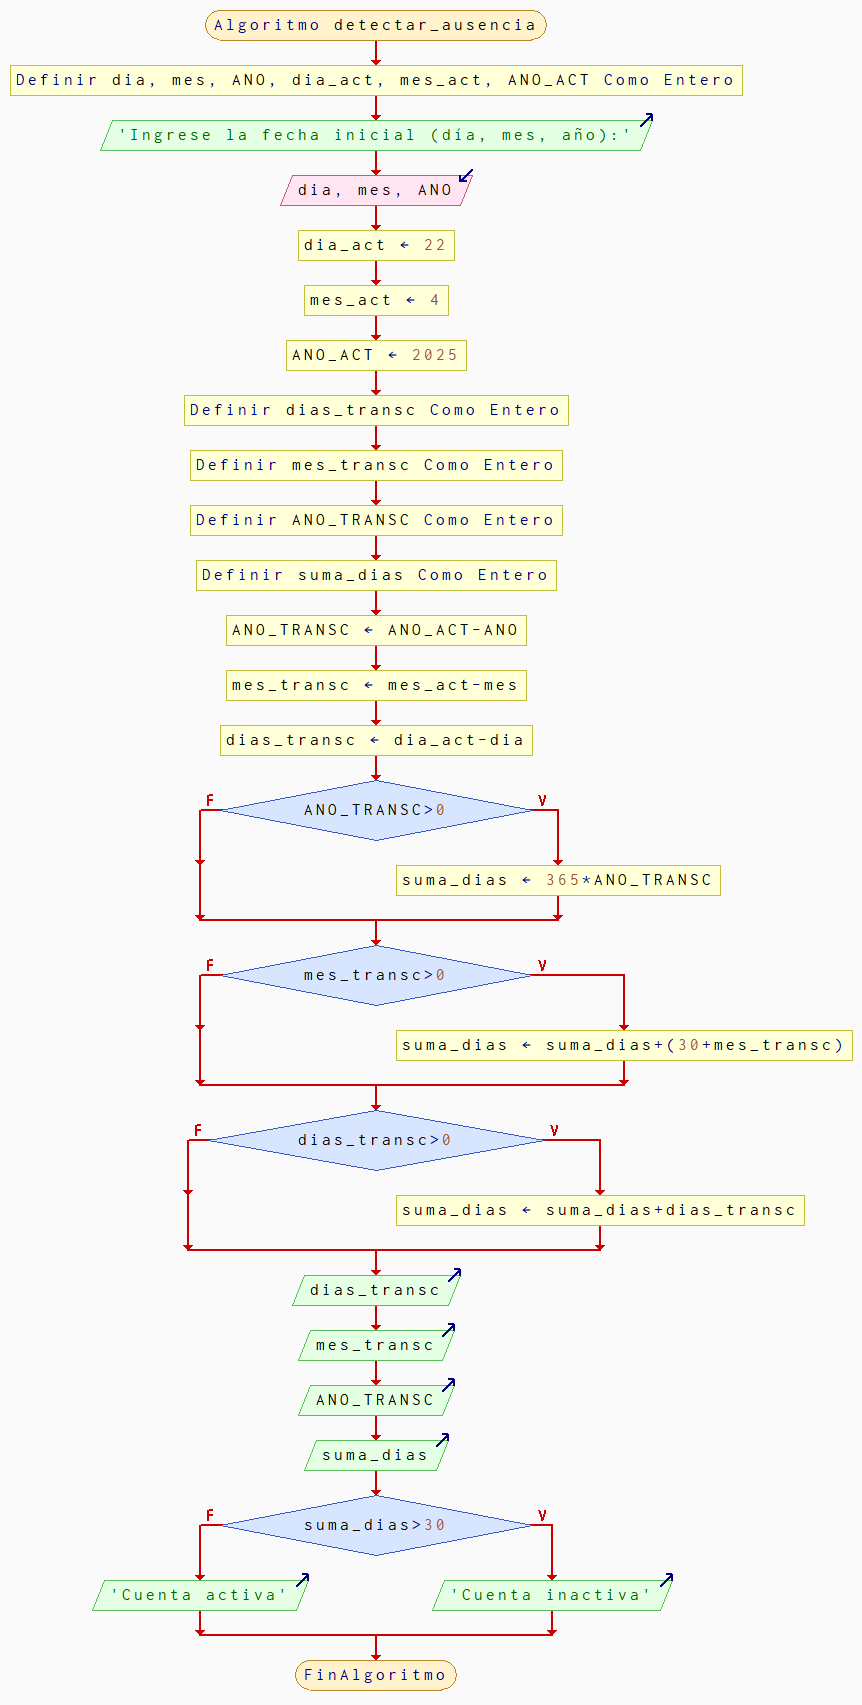 Algoritmo detectar_ausencia
Definir dia, mes, ANO, dia_act, mes_act, ANO_ACT Como Entero
'Ingrese la fecha inicial (día, mes, año):'
dia, mes, ANO
dia_act ← 22
mes_act ← 4
ANO_ACT ← 2025
Definir dias_transc Como Entero
Definir mes_transc Como Entero
Definir ANO_TRANSC Como Entero
Definir suma_dias Como Entero
ANO_TRANSC ← ANO_ACT-ANO
mes_transc ← mes_act-mes
dias_transc ← dia_act-dia
F
V
ANO_TRANSC>0
suma_dias ← 365*ANO_TRANSC
F
V
mes_transc>0
suma_dias ← suma_dias+(30+mes_transc)
F
V
dias_transc>0
suma_dias ← suma_dias+dias_transc
dias_transc
mes_transc
ANO_TRANSC
suma_dias
F
V
suma_dias>30
'Cuenta activa'
'Cuenta inactiva'
FinAlgoritmo